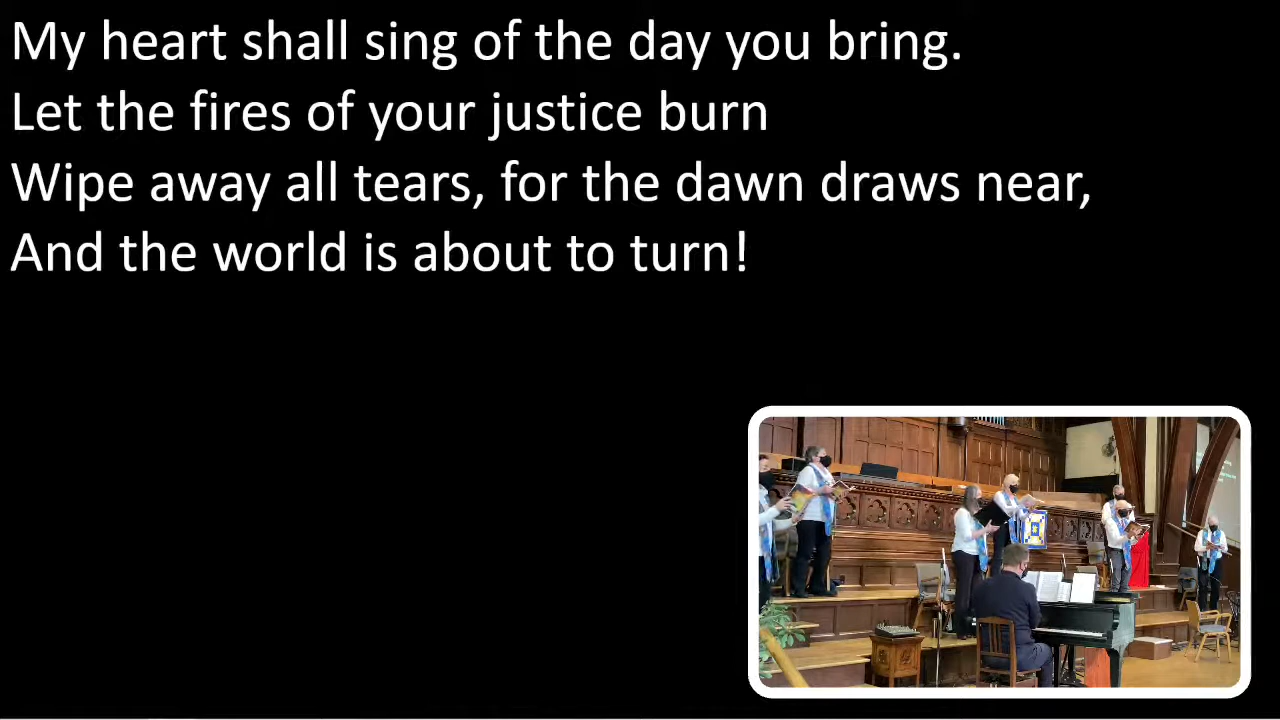 My heart shall sing of the day you bring.
Let the fires of your justice burn
Wipe away all tears, for the dawn draws near,
And the world is about to turn!